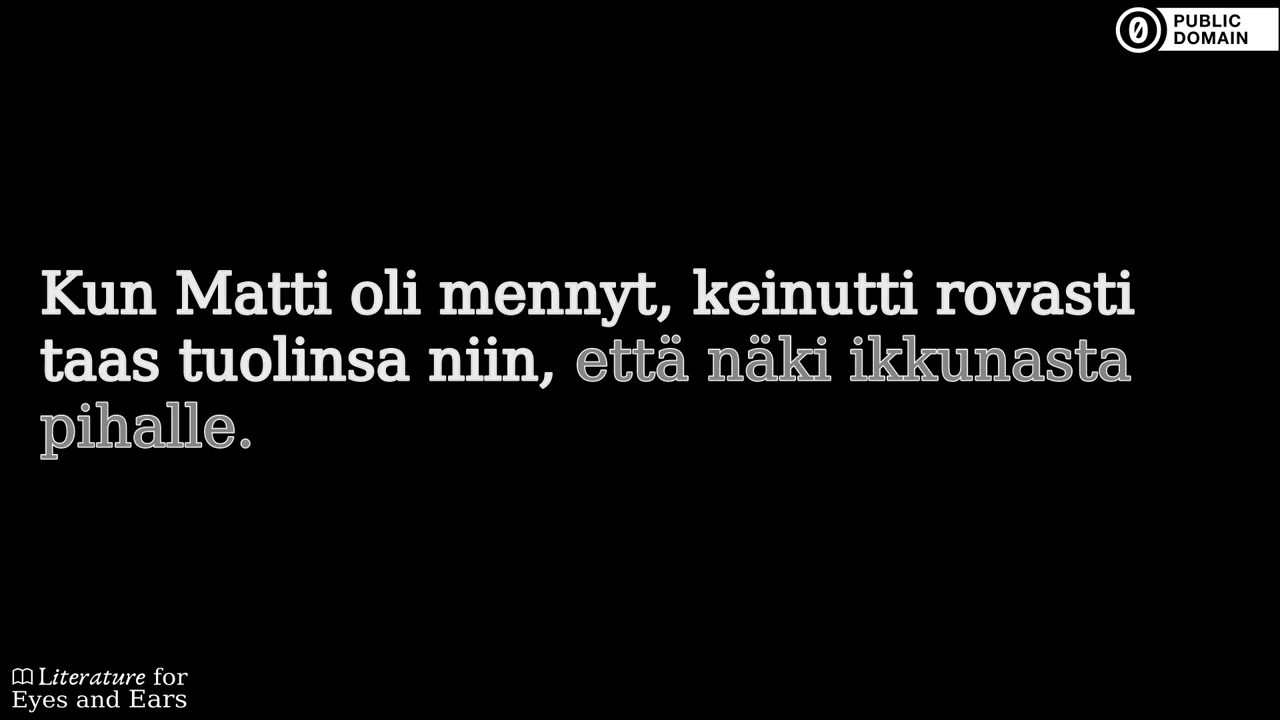 PUBLIC
DOMAIN
Kun Matti oli mennyt, keinutti rovasti
taas tuolinsa niin, että näki ikkunasta
pihalle.
Literature for
Eyes and Ears